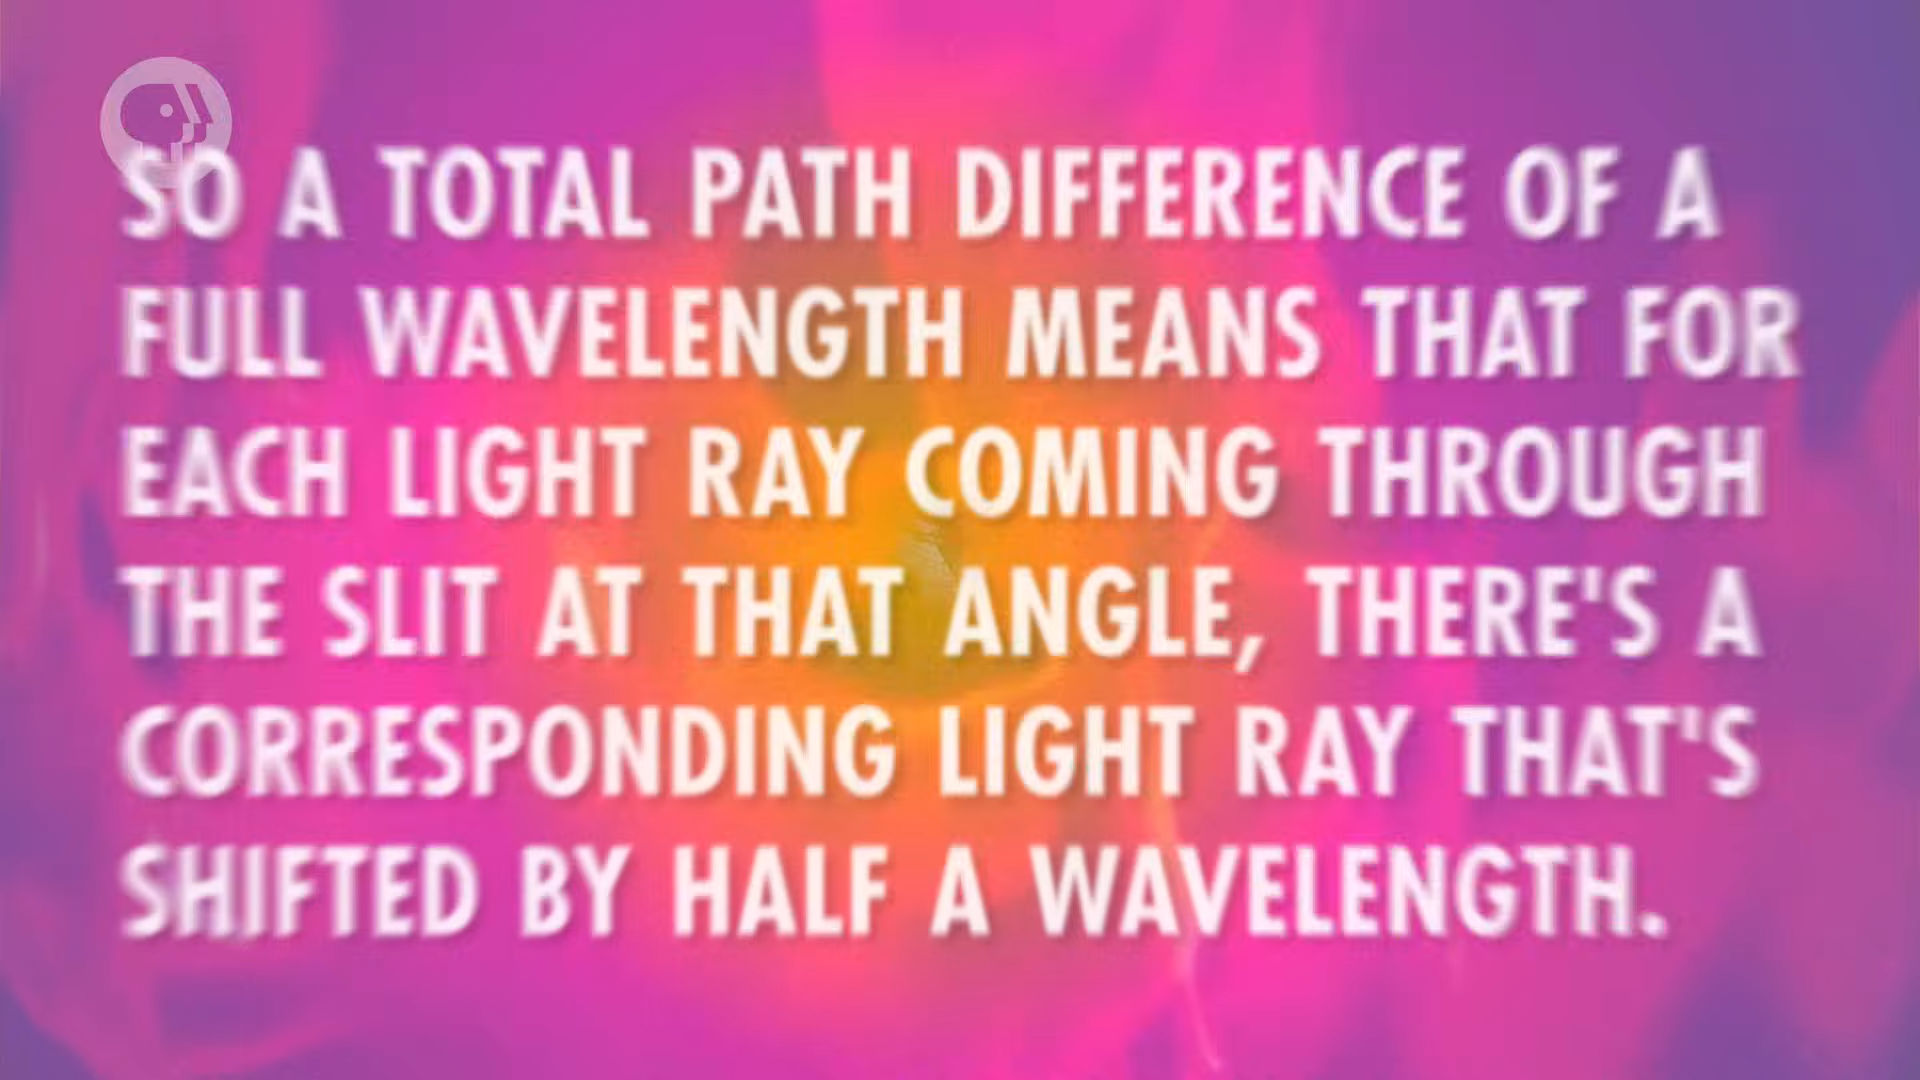 SO A TOTAL PATH DIFFERENCE OF A
FULL WAVELENGTH MEANS THAT FOR
EACH LIGHT RAY COMING THROUGH
THE SLIT AT THAT ANGLE, THERE'S A
CORRESPONDING LIGHT RAY THAT'S
SHIFTED BY HALF A WAVELENGTH.